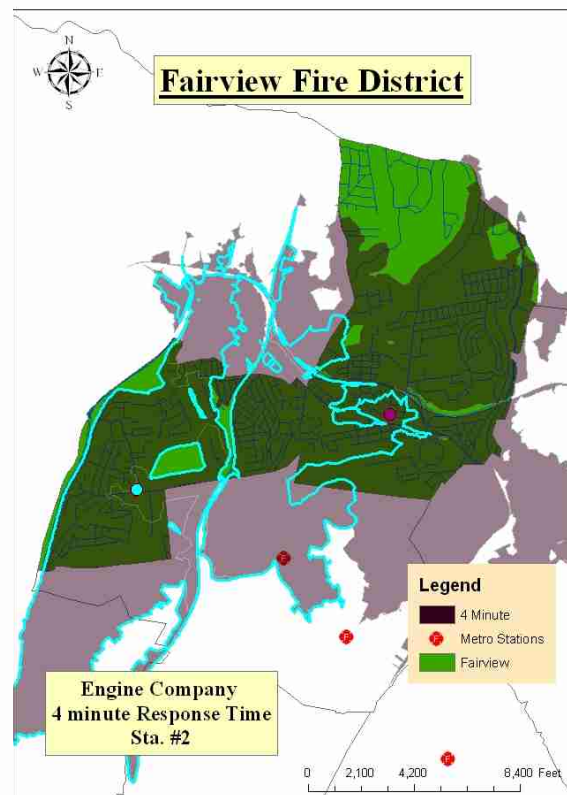 N
W E
S
Fairview Fire District
F
F
F
Legend
4 Minute
F Metro Stations
Fairview
Engine Company
4 minute Response Time
Sta. #2
0 2,100 4,200 8,400 Feet